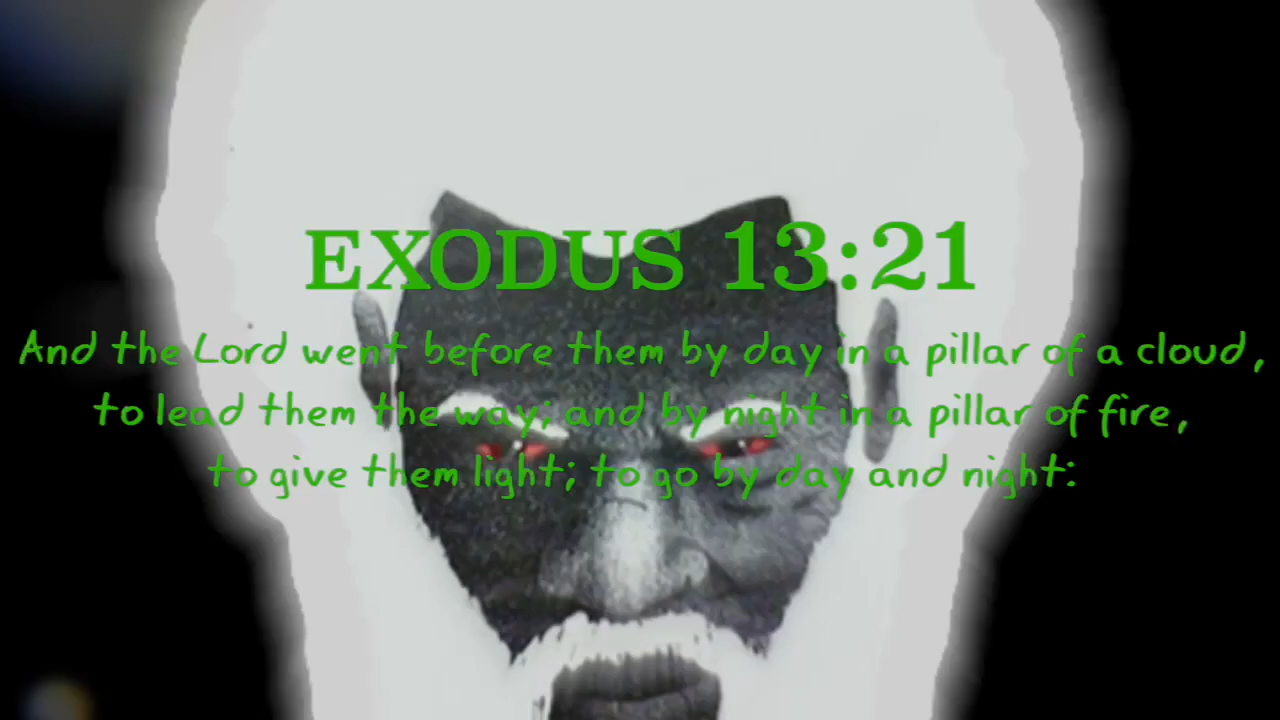 EXODUS 13:21
And the Lord went before them by day in a pillar of a cloud,
to lead them the way; and by night in a pillar of fire,
to give them light; to go by day and night: